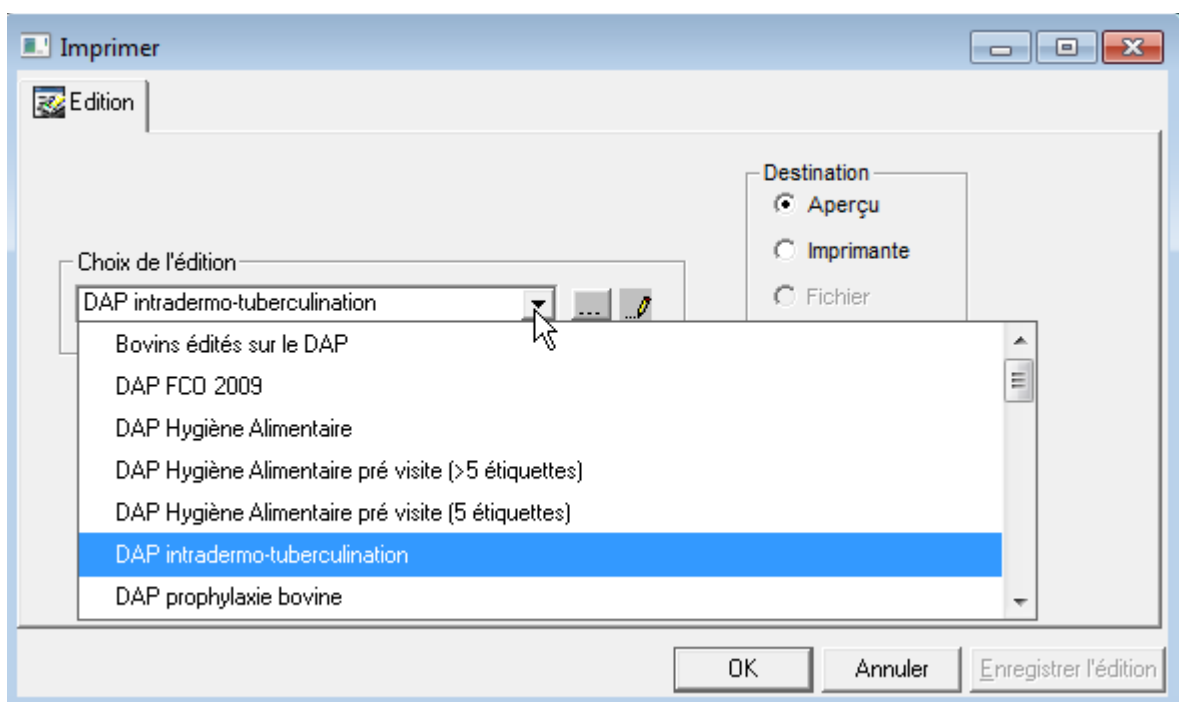 Imprimer
Edition
Destination
Aperçu
Imprimante
Fichier
Choix de l'édition
DAP intradermo-tuberculination
...
Bovins édités sur le DAP
DAP FCO 2009
DAP Hygiène Alimentaire
DAP Hygiène Alimentaire pré visite (>5 étiquettes)
DAP Hygiène Alimentaire pré visite (5 étiquettes)
DAP intradermo-tuberculination
DAP prophylaxie bovine
OK
Annuler
Enregistrer l'édition